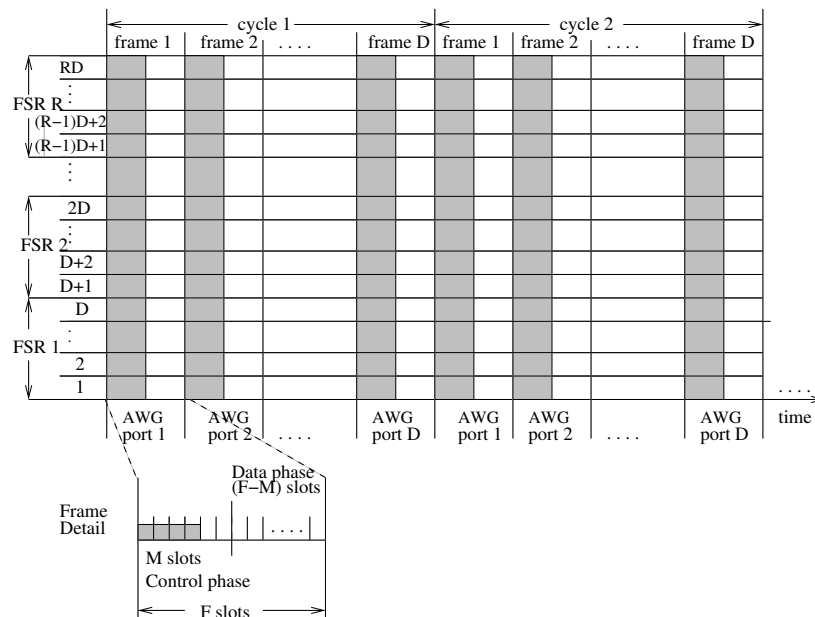 cycle 1 cycle 2
frame 1 frame 2 . . . . frame D frame 1 frame 2 . . . . frame D
RD
⋮
FSR R
(R−1)D+2
(R−1)D+1
⋮
2D
⋮
FSR 2
D+2
D+1
D
⋮
FSR 1
2
1
. . . .
AWG port 1
AWG port 2
. . . .
AWG port D
AWG port 1
AWG port 2
. . . .
AWG port D
time
Data phase
(F−M) slots
Frame
Detail
. . . .
M slots
Control phase
F slots